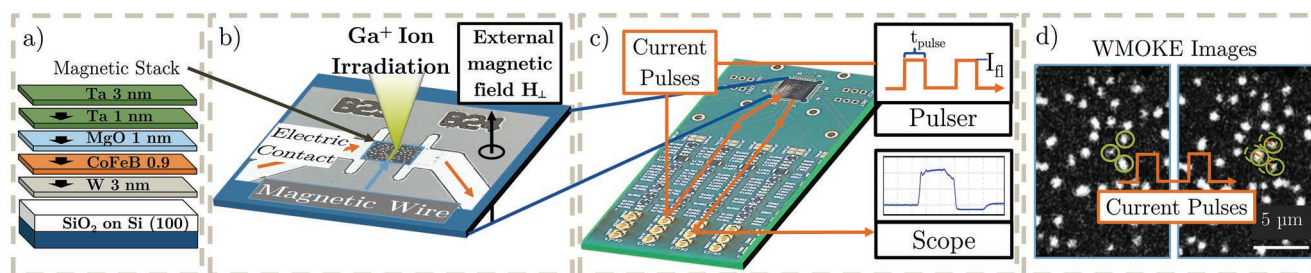 a)
Magnetic Stack
Ta 3 nm
Ta 1 nm
MgO 1 nm
CoFeB 0.9
W 3 nm
SiO₂ on Si (100)
b)
Ga⁺ Ion
Irradiation
External
magnetic
field H⊥
Electric
Contact
Magnetic Wire
c)
Current
Pulses
t_pulse
I_fl
Pulser
Scope
d)
WMOKE Images
Current Pulses
5 µm